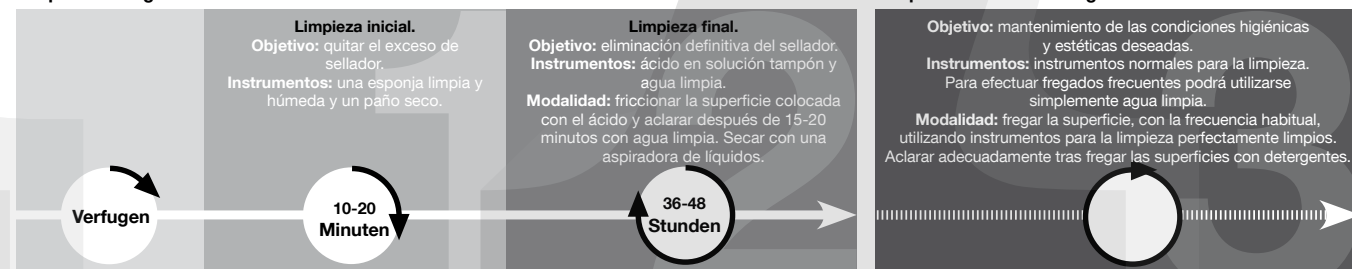 Limpieza inicial.
Objetivo: quitar el exceso de
sellador.
Instrumentos: una esponja limpia y
húmeda y un paño seco.
Limpieza final.
Objetivo: eliminación definitiva del sellador.
Instrumentos: ácido en solución tampón y
agua limpia.
Modalidad: friccionar la superficie colocada
con el ácido y aclarar después de 15-20
minutos con agua limpia. Secar con una
aspiradora de líquidos.
Objetivo: mantenimiento de las condiciones higiénicas
y estéticas deseadas.
Instrumentos: instrumentos normales para la limpieza.
Para efectuar fregados frecuentes podrá utilizarse
simplemente agua limpia.
Modalidad: fregar la superficie, con la frecuencia habitual,
utilizando instrumentos para la limpieza perfectamente limpios.
Aclarar adecuadamente tras fregar las superficies con detergentes.
Verfugen
10-20
Minuten
36-48
Stunden
1
2
3